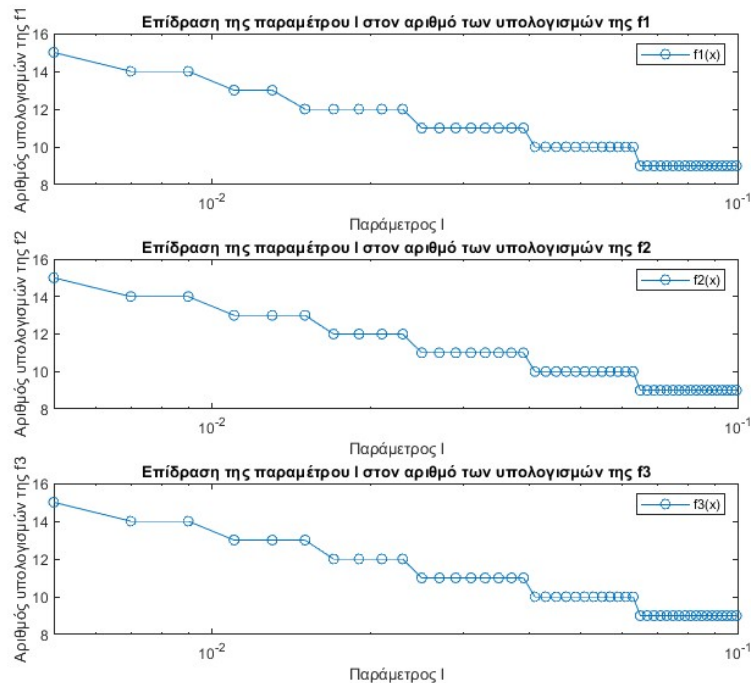 Επίδραση της παραμέτρου l στον αριθμό των υπολογισμών της f1
Αριθμός υπολογισμών της f1
16
14
12
10
8
f1(x)
10-2
10-1
Παράμετρος l
Επίδραση της παραμέτρου l στον αριθμό των υπολογισμών της f2
Αριθμός υπολογισμών της f2
16
14
12
10
8
f2(x)
10-2
10-1
Παράμετρος l
Επίδραση της παραμέτρου l στον αριθμό των υπολογισμών της f3
Αριθμός υπολογισμών της f3
16
14
12
10
8
f3(x)
10-2
10-1
Παράμετρος l